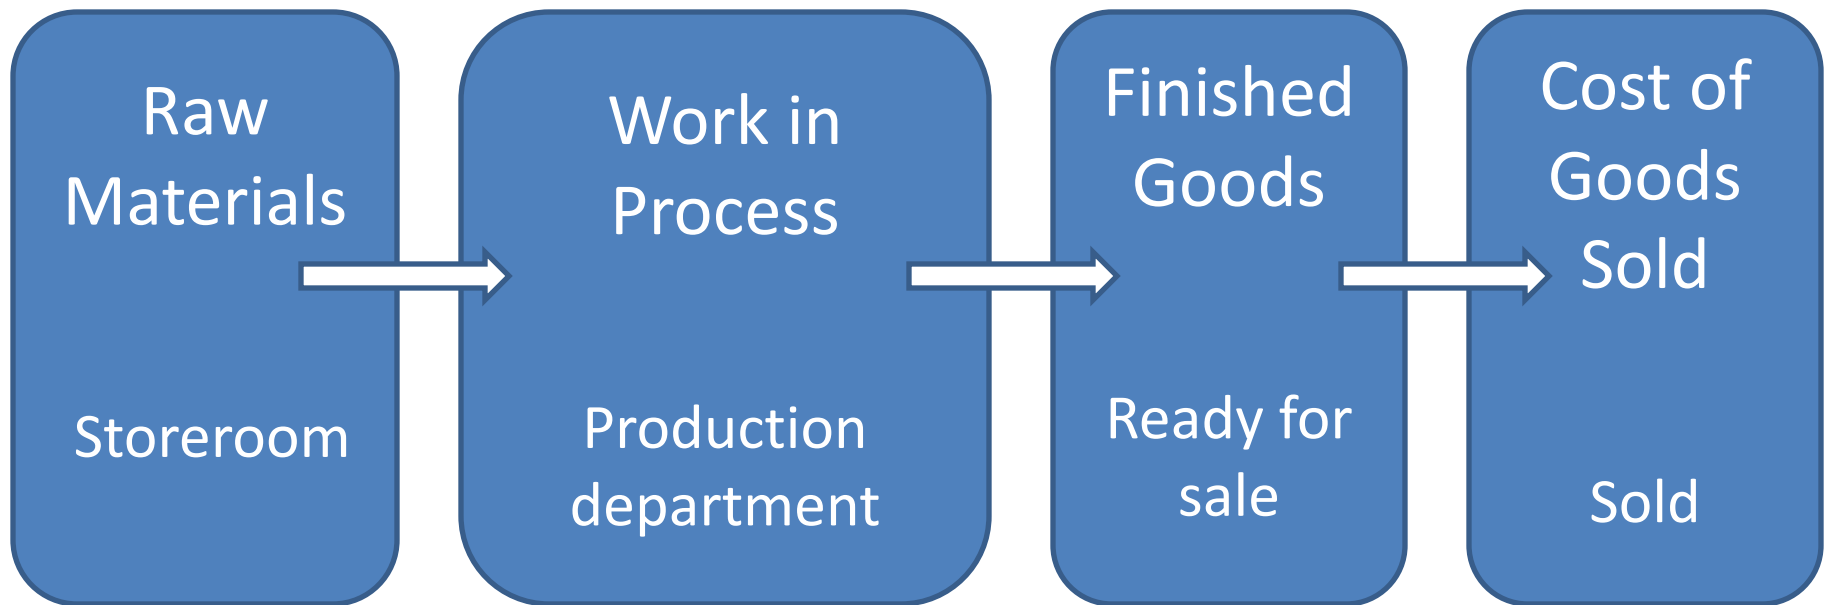 Raw
Materials
Storeroom
Work in
Process
Production
department
Finished
Goods
Ready for
sale
Cost of
Goods
Sold
Sold